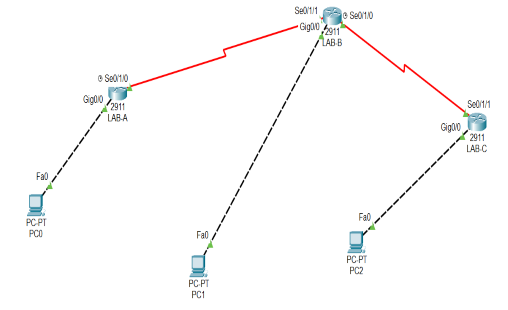 Se0/1/1
Se0/1/0
Gig0/0
2911
LAB-B
Se0/1/0
Gig0/0
2911
LAB-A
Se0/1/1
Gig0/0
2911
LAB-C
Fa0
PC-PT
PC0
Fa0
PC-PT
PC1
Fa0
PC-PT
PC2